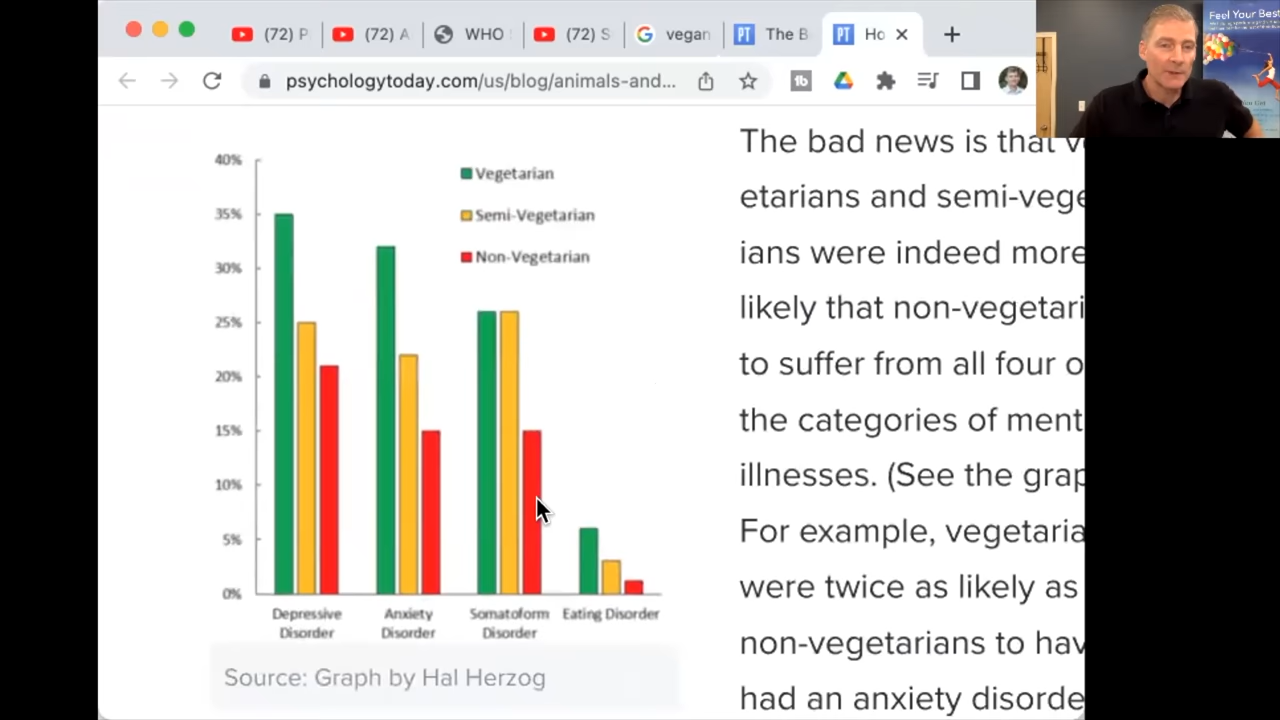 (72) P
(72) A
WHO
(72) S
vegan
PT
The B
PT
Ho
psychologytoday.com/us/blog/animals-and...
tb
Feel Your Best
40%
35%
30%
25%
20%
15%
10%
5%
0%
Vegetarian
Semi-Vegetarian
Non-Vegetarian
Depressive
Disorder
Anxiety
Disorder
Somatoform
Disorder
Eating Disorder
Source: Graph by Hal Herzog
The bad news is that v
etarians and semi-vege
ians were indeed more
likely that non-vegetari
to suffer from all four o
the categories of ment
illnesses. (See the grap
For example, vegetaria
were twice as likely as
non-vegetarians to hav
had an anxiety disorde